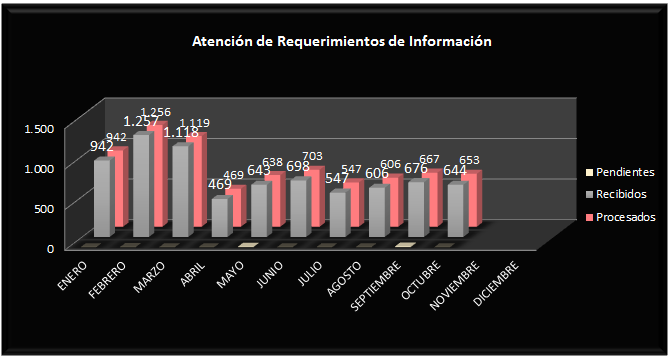 Atención de Requerimientos de Información
1.500
1.000
500
0
942
942
1.257
1.256
1.118
1.119
469
469
643
638
698
703
547
547
606
606
676
667
644
653
ENERO
FEBRERO
MARZO
ABRIL
MAYO
JUNIO
JULIO
AGOSTO
SEPTIEMBRE
OCTUBRE
NOVIEMBRE
DICIEMBRE
Pendientes
Recibidos
Procesados